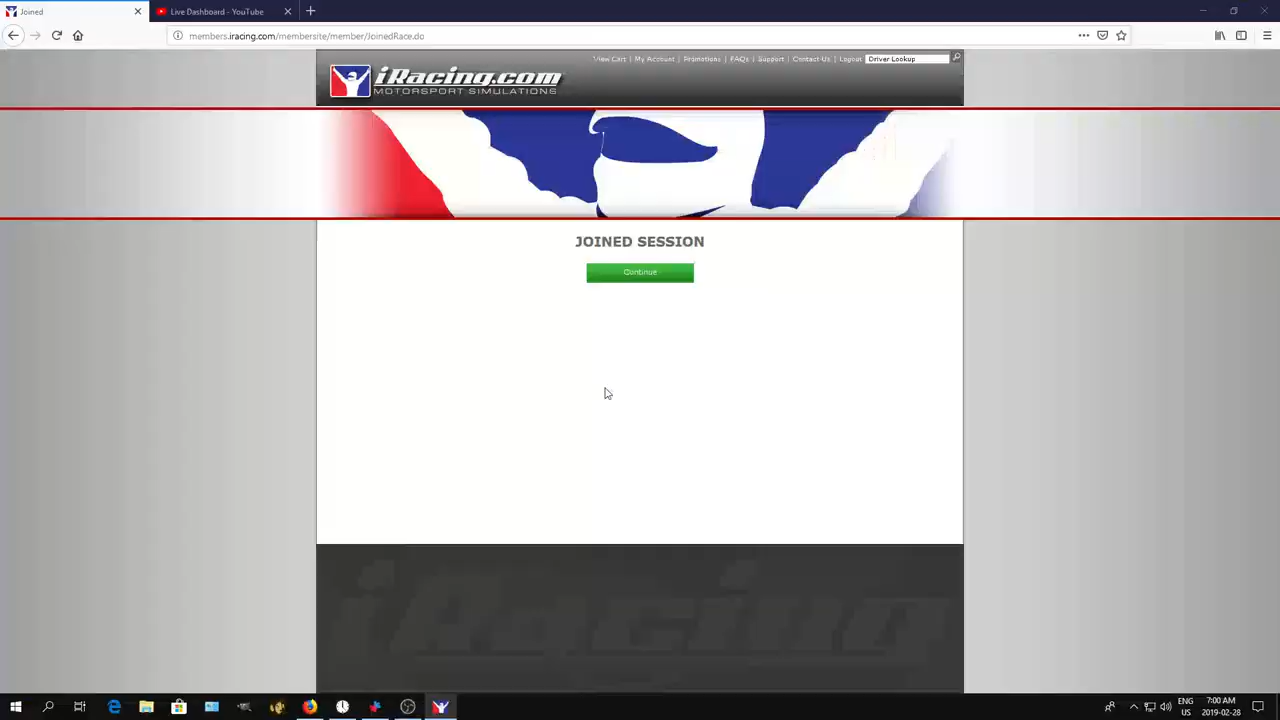 Joined
Live Dashboard - YouTube
members.iracing.com/membersite/member/JoinedRace.do
View Cart | My Account | Promotions | FAQs | Support | Contact Us | Logout
Driver Lookup
iRacing.com
MOTORSPORT SIMULATIONS
JOINED SESSION
Continue
iRacing
ENG
US
7:00 AM
2019-02-28